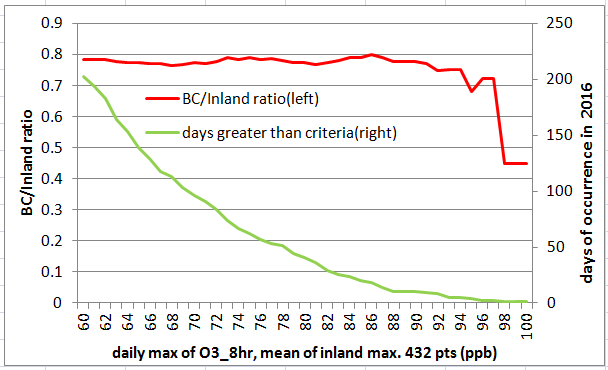 0.9
0.8
0.7
0.6
0.5
0.4
0.3
0.2
0.1
0
BC/Inland ratio
BC/Inland ratio(left)
days greater than criteria(right)
250
200
150
100
50
0
days of occurrence in 2016
60 62 64 66 68 70 72 74 76 78 80 82 84 86 88 90 92 94 96 98 100
daily max of O3_8hr, mean of inland max. 432 pts (ppb)